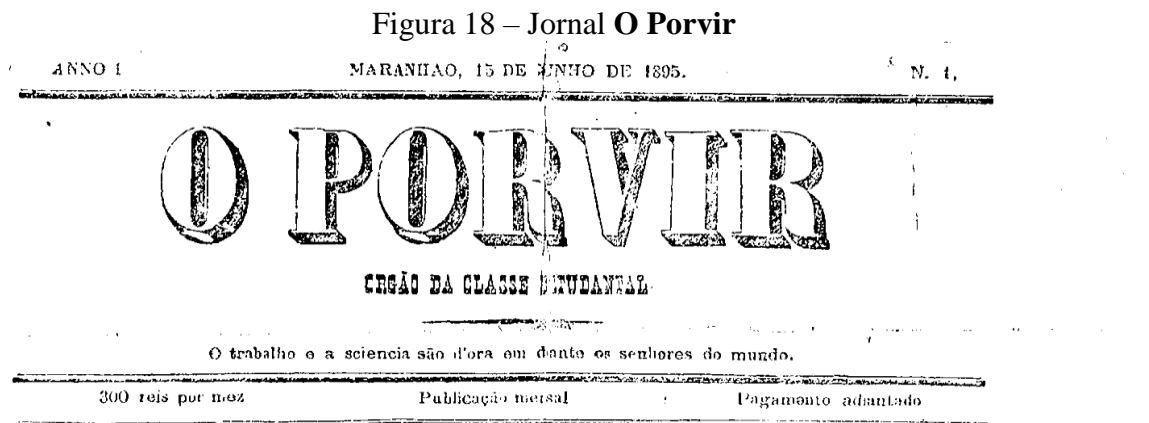 Figura 18 – Jornal O Porvir
ANNO 1 MARANHAO, 15 DE JUNHO DE 1895. N. 1.
O PORVIR
ORGÃO DA CLASSE ESTUDANTAL
O trabalho e a sciencia são d'ora em dante os senhores do mundo.
300 reis por mez Publicação mensal Pagamento adiantado